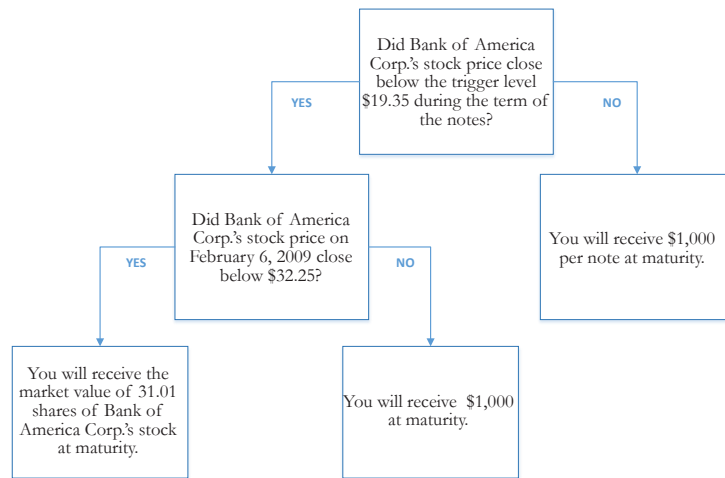 Did Bank of America
Corp.'s stock price close
below the trigger level
$19.35 during the term of
the notes?
YES
NO
Did Bank of America
Corp.'s stock price on
February 6, 2009 close
below $32.25?
You will receive $1,000
per note at maturity.
YES
NO
You will receive the
market value of 31.01
shares of Bank of
America Corp.'s stock
at maturity.
You will receive $1,000
at maturity.